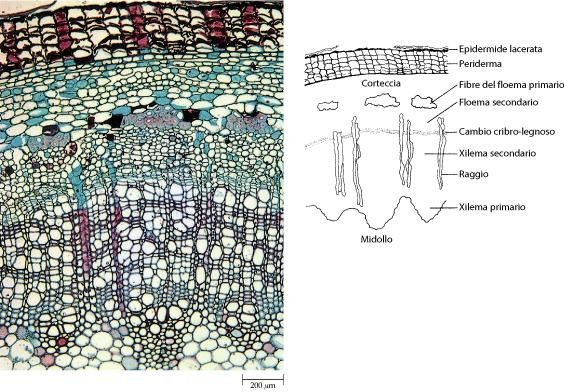 Epidermide lacerata
Periderma
Corteccia
Fibre del floema primario
Floema secondario
Cambio cribro-legnoso
Xilema secondario
Raggio
Xilema primario
Midollo
200 µm